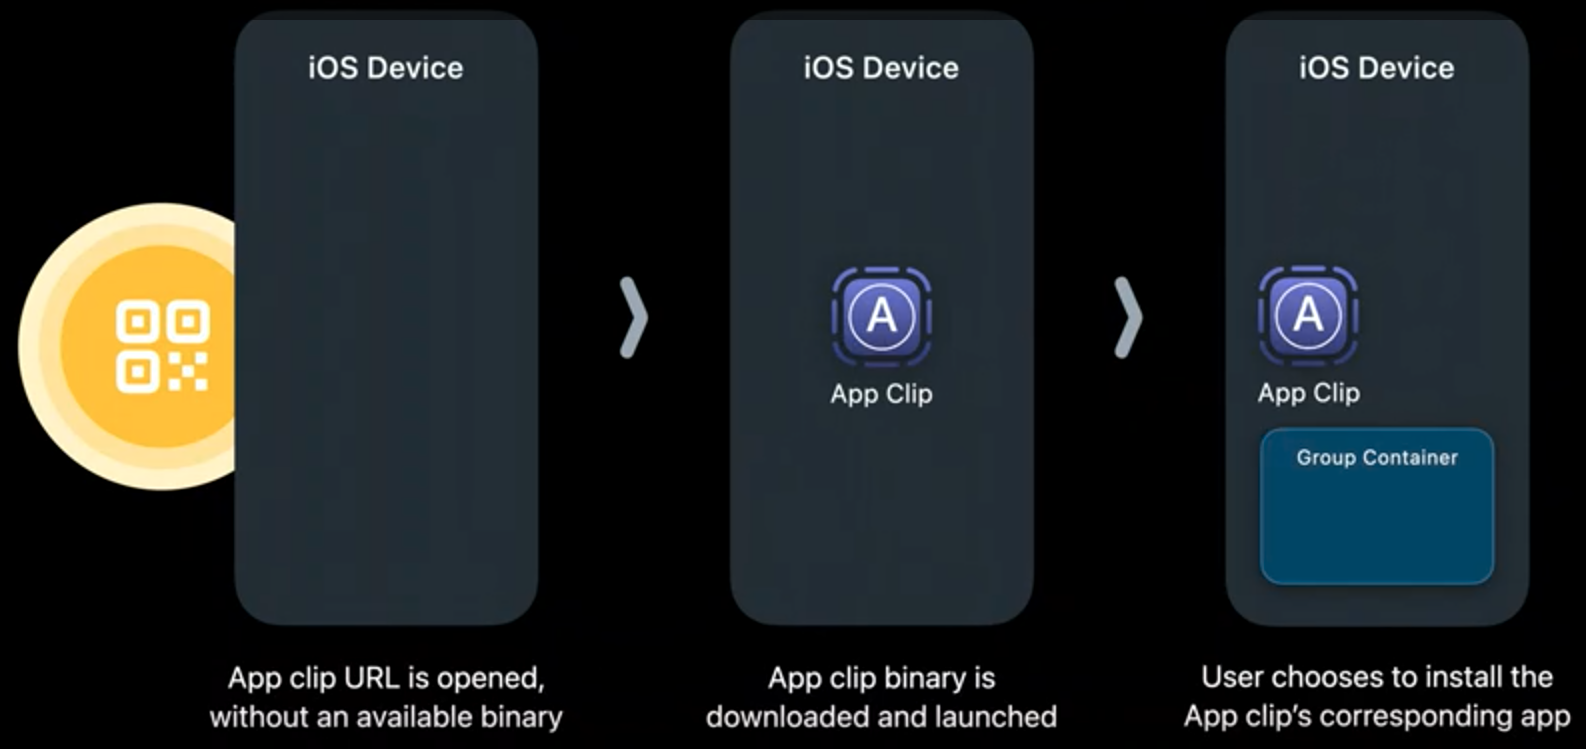 iOS Device
App clip URL is opened,
without an available binary
iOS Device
A
App Clip
App clip binary is
downloaded and launched
iOS Device
A
App Clip
Group Container
User chooses to install the
App clip's corresponding app